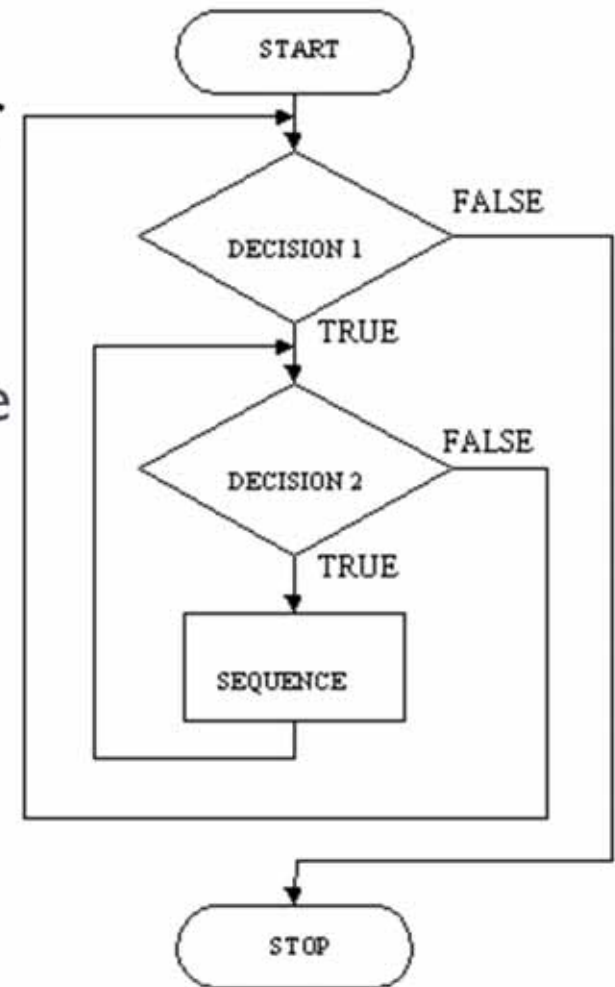 START
FALSE
DECISION 1
TRUE
e
FALSE
DECISION 2
TRUE
SEQUENCE
STOP